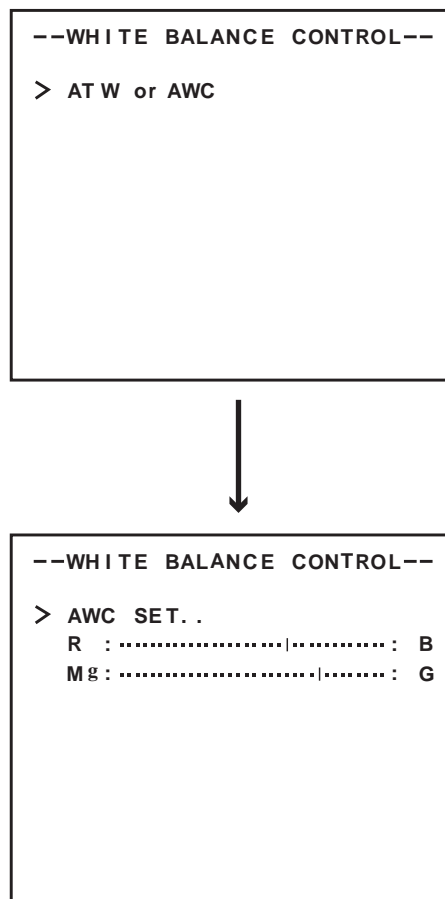 --WHITE BALANCE CONTROL--
> ATW or AWC
--WHITE BALANCE CONTROL--
> AWC SET..
R : ..................|.......... : B
Mg : .....................|....... : G